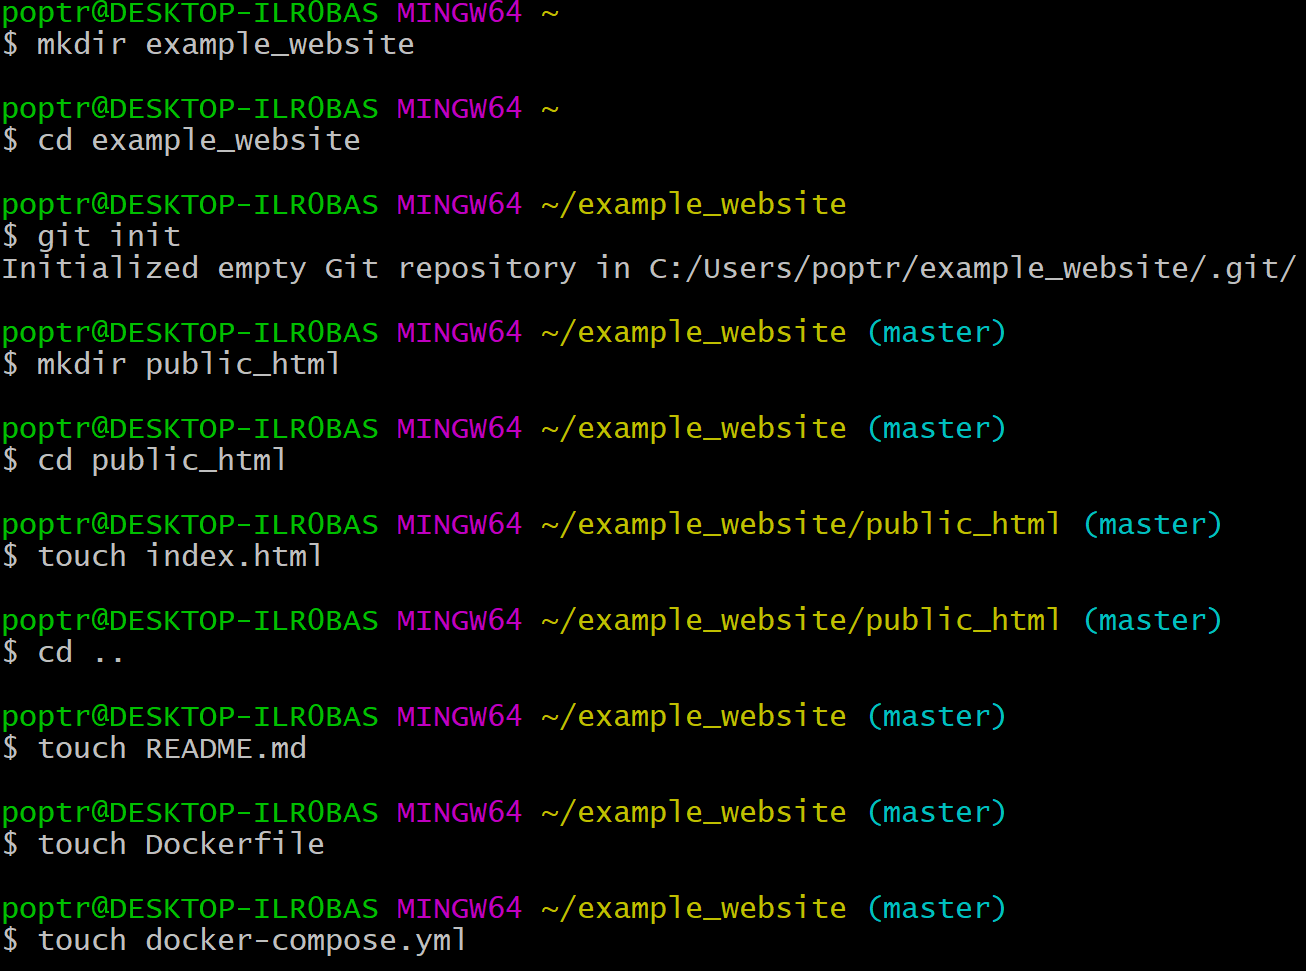 poptr@DESKTOP-ILR0BAS MINGW64 ~
$ mkdir example_website
poptr@DESKTOP-ILR0BAS MINGW64 ~
$ cd example_website
poptr@DESKTOP-ILR0BAS MINGW64 ~/example_website
$ git init
Initialized empty Git repository in C:/Users/poptr/example_website/.git/
poptr@DESKTOP-ILR0BAS MINGW64 ~/example_website (master)
$ mkdir public_html
poptr@DESKTOP-ILR0BAS MINGW64 ~/example_website (master)
$ cd public_html
poptr@DESKTOP-ILR0BAS MINGW64 ~/example_website/public_html (master)
$ touch index.html
poptr@DESKTOP-ILR0BAS MINGW64 ~/example_website/public_html (master)
$ cd ..
poptr@DESKTOP-ILR0BAS MINGW64 ~/example_website (master)
$ touch README.md
poptr@DESKTOP-ILR0BAS MINGW64 ~/example_website (master)
$ touch Dockerfile
poptr@DESKTOP-ILR0BAS MINGW64 ~/example_website (master)
$ touch docker-compose.yml